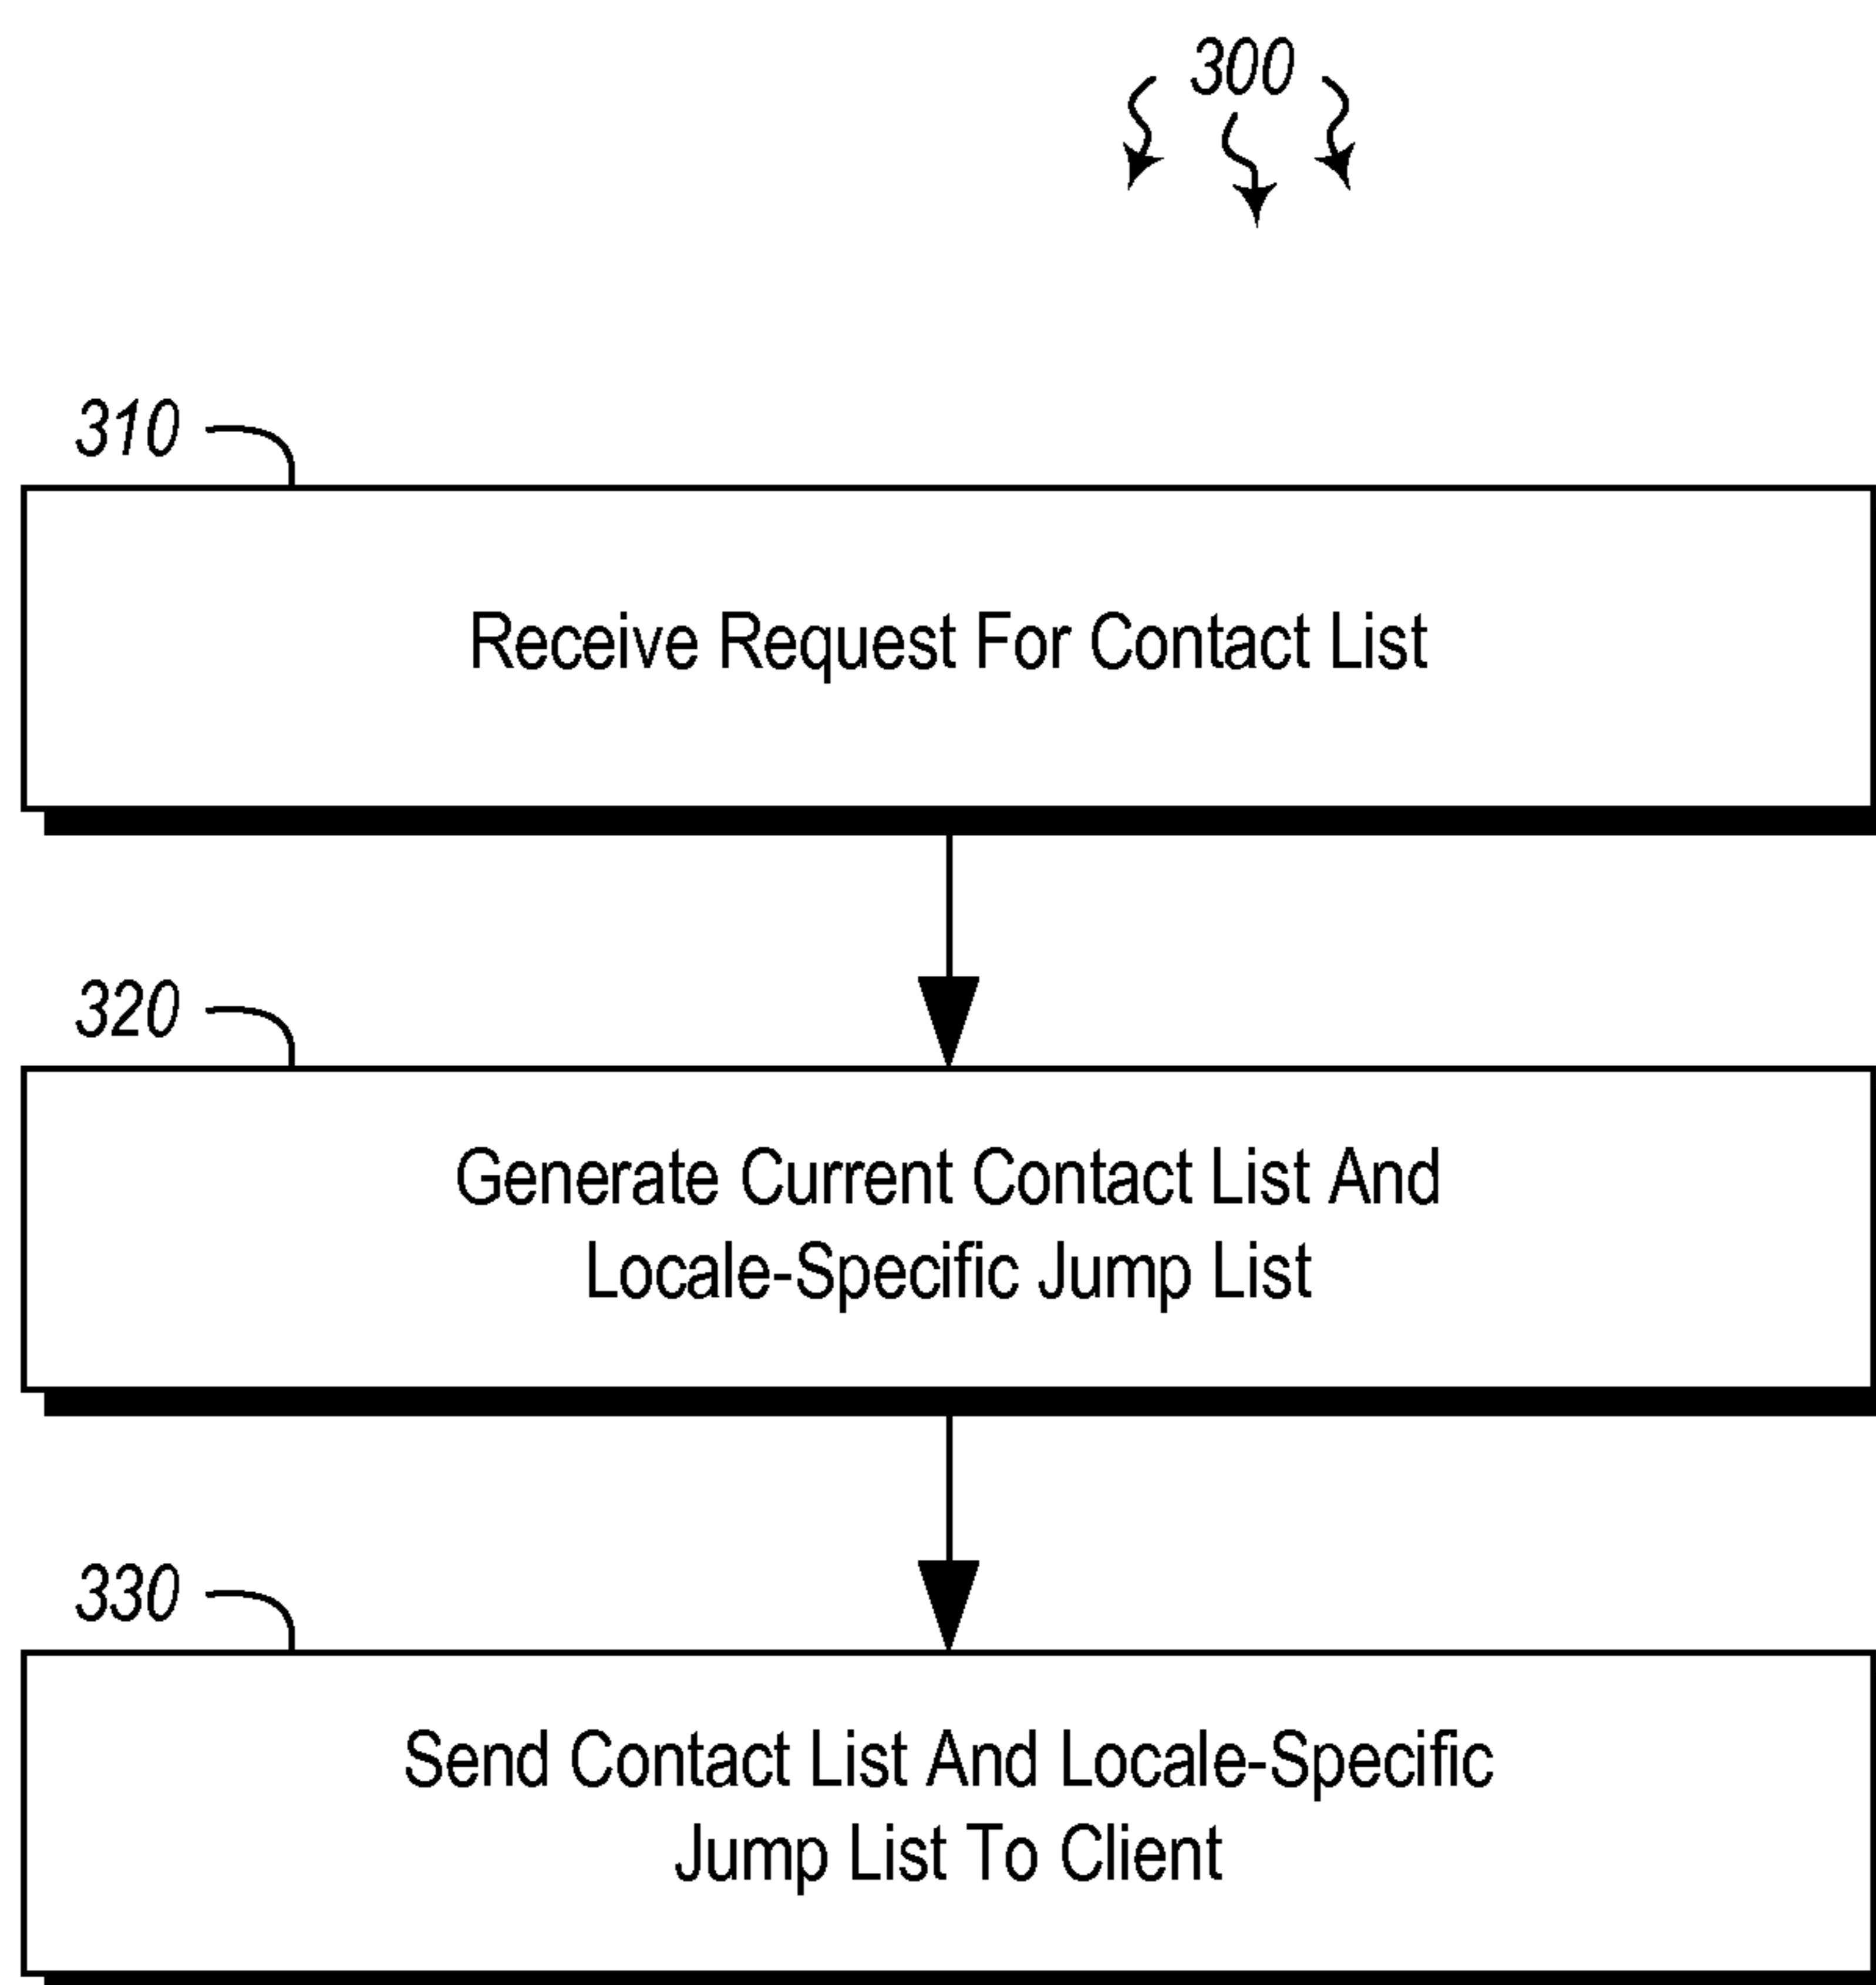 300
310
Receive Request For Contact List
320
Generate Current Contact List And
Locale-Specific Jump List
330
Send Contact List And Locale-Specific
Jump List To Client